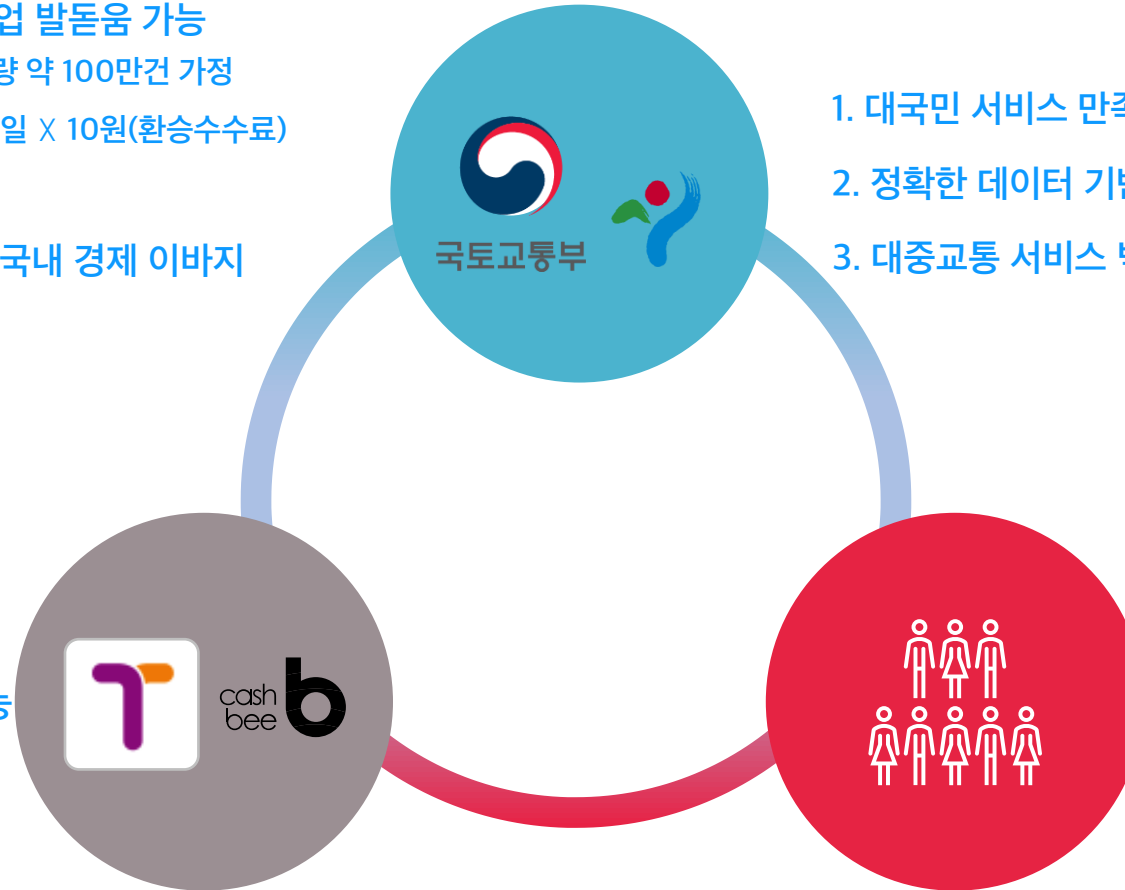 업 발돋움 가능
량 약 100만건 가정
일 X 10원(환승수수료)
국내 경제 이바지
국토교통부
1. 대국민 서비스 만족
2. 정확한 데이터 기반
3. 대중교통 서비스
능
T
cash
bee
b